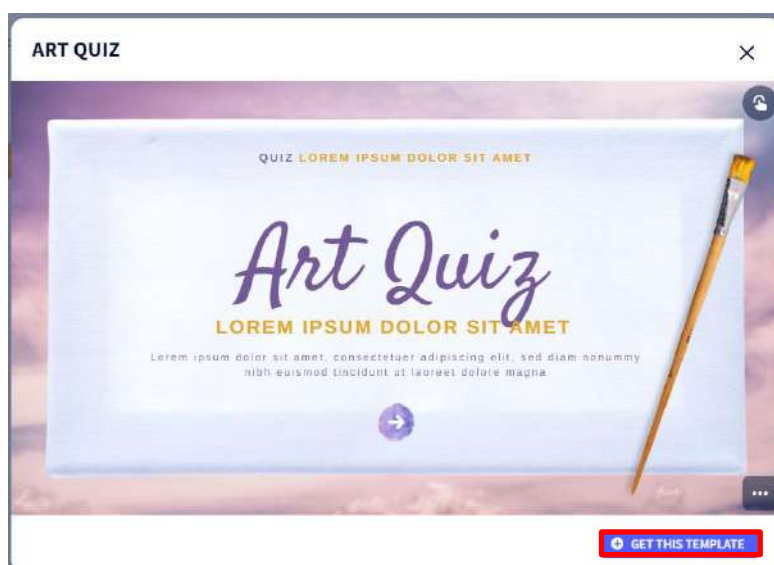 ART QUIZ
QUIZ LOREM IPSUM DOLOR SIT AMET
Art Quiz
LOREM IPSUM DOLOR SIT AMET
Lorem ipsum dolor sit amet, consectetuer adipiscing elit, sed diam nonummy
nibh euismod tincidunt ut laoreet dolore magna
GET THIS TEMPLATE